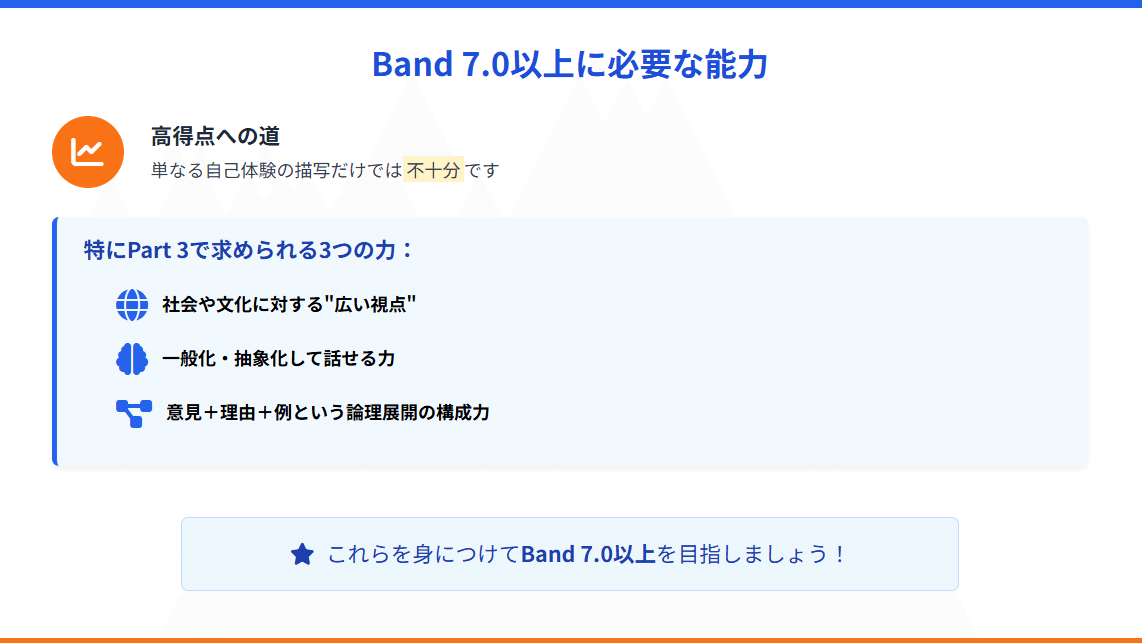 Band 7.0以上に必要な能力
高得点への道
単なる自己体験の描写だけでは不十分です
特にPart 3で求められる3つの力：
社会や文化に対する"広い視点"
一般化・抽象化して話せる力
意見＋理由＋例という論理展開の構成力
これらを身につけてBand 7.0以上を目指しましょう！